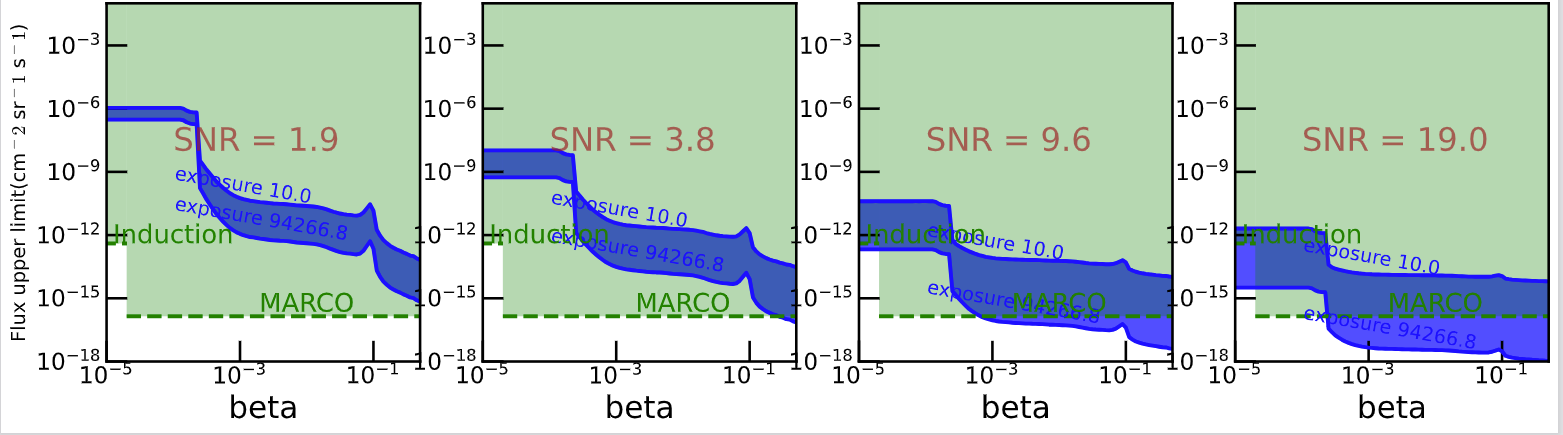 Flux upper limit(cm⁻2 sr⁻1 s⁻1)
10⁻³
10⁻⁶
10⁻⁹
10⁻¹²
10⁻¹⁵
10⁻¹⁸
SNR = 1.9
exposure 10.0
exposure 94266.8
Induction
MARCO
10⁻⁵
10⁻³
10⁻¹
beta
10⁻³
10⁻⁶
10⁻⁹
10⁻¹²
10⁻¹⁵
10⁻¹⁸
SNR = 3.8
exposure 10.0
exposure 94266.8
Induction
MARCO
10⁻⁵
10⁻³
10⁻¹
beta
10⁻³
10⁻⁶
10⁻⁹
10⁻¹²
10⁻¹⁵
10⁻¹⁸
SNR = 9.6
Induction
exposure 10.0
exposure 94266.8
MARCO
10⁻⁵
10⁻³
10⁻¹
beta
10⁻³
10⁻⁶
10⁻⁹
10⁻¹²
10⁻¹⁵
10⁻¹⁸
SNR = 19.0
Induction
exposure 10.0
MARCO
exposure 94266.8
10⁻⁵
10⁻³
10⁻¹
beta